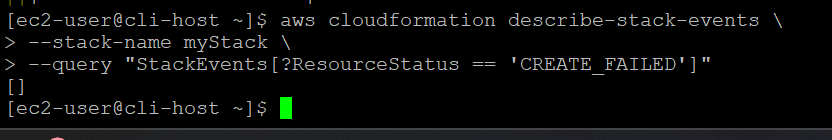 [ec2-user@cli-host ~]$ aws cloudformation describe-stack-events \
> --stack-name myStack \
> --query "StackEvents[?ResourceStatus == 'CREATE_FAILED']"
[]
[ec2-user@cli-host ~]$